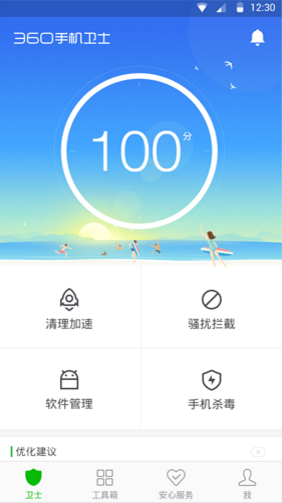 12:30
360手机卫士
100分
清理加速
骚扰拦截
软件管理
手机杀毒
优化建议
卫士
工具箱
安心服务
我